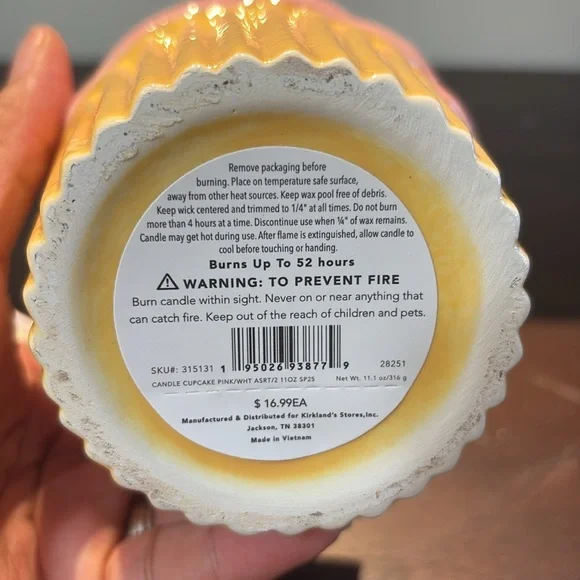 Remove packaging before
burning. Place on temperature safe surface,
away from other heat sources. Keep wax pool free of debris.
Keep wick centered and trimmed to 1/4" at all times. Do not burn
more than 4 hours at a time. Discontinue use when ¼" of wax remains.
Candle may get hot during use. After flame is extinguished, allow candle to
cool before touching or handling.
Burns Up To 52 hours
⚠ WARNING: TO PREVENT FIRE
Burn candle within sight. Never on or near anything that
can catch fire. Keep out of the reach of children and pets.
SKU#: 315131 1 95026 93877 9 28251
CANDLE CUPCAKE PINK/WHT ASRT/2 11OZ SP25 Net Wt. 11.1 oz/316 g
$ 16.99EA
Manufactured & Distributed for Kirkland's Stores,Inc.
Jackson, TN 38301
Made in Vietnam